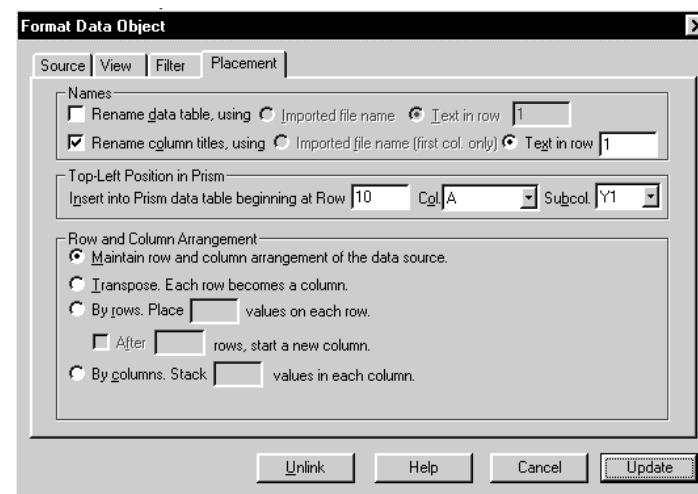 Format Data Object
Source View Filter Placement
Names
Rename data table, using Imported file name Text in row 1
Rename column titles, using Imported file name (first col. only) Text in row 1
Top-Left Position in Prism
Insert into Prism data table beginning at Row 10 Col. A Subcol. Y1
Row and Column Arrangement
Maintain row and column arrangement of the data source.
Transpose. Each row becomes a column.
By rows. Place values on each row.
After rows, start a new column.
By columns. Stack values in each column.
Unlink Help Cancel Update